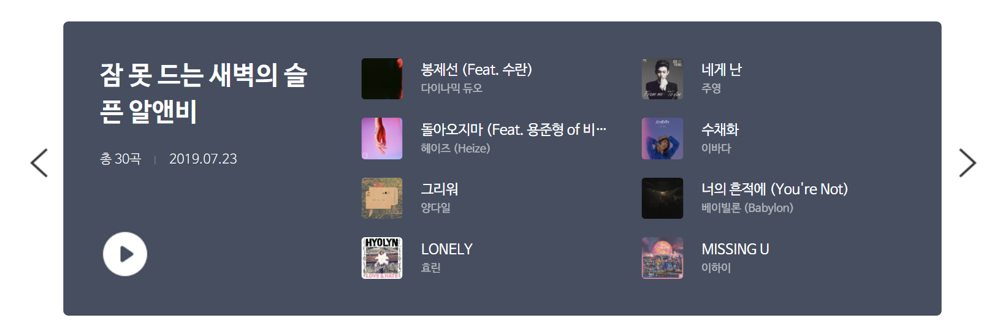 잠 못 드는 새벽의 슬
픈 알앤비
총 30곡 | 2019.07.23
봉제선 (Feat. 수란)
다이나믹 듀오
돌아오지마 (Feat. 용준형 of 비…
헤이즈 (Heize)
그리워
양다일
HYOLYN
LOVE & HATE
LONELY
효린
From me To you
네게 난
주영
수채화
이바다
너의 흔적에 (You're Not)
베이빌론 (Babylon)
MISSING U
이하이